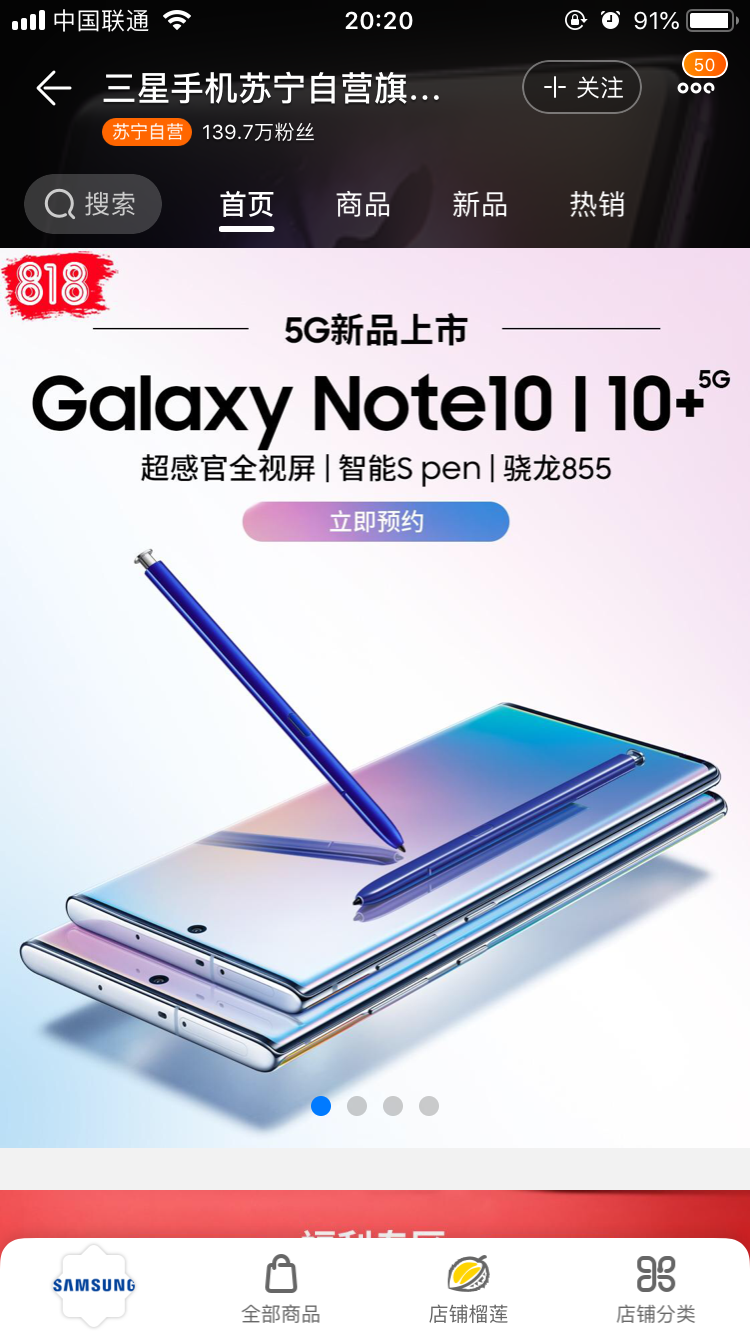 中国联通
20:20
91%
50
三星手机苏宁自营旗...
关注
苏宁自营 139.7万粉丝
搜索 首页 商品 新品 热销
818
5G新品上市
Galaxy Note10 | 10+5G
超感官全视屏 | 智能S pen | 骁龙855
立即预约
SAMSUNG
全部商品
店铺榴莲
店铺分类